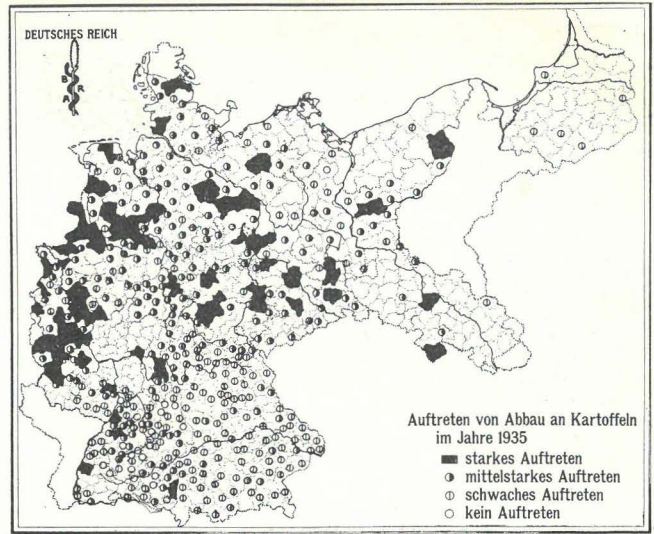 DEUTSCHES REICH
B
R
A
Auftreten von Abbau an Kartoffeln
im Jahre 1935
starkes Auftreten
mittelstarkes Auftreten
schwaches Auftreten
kein Auftreten